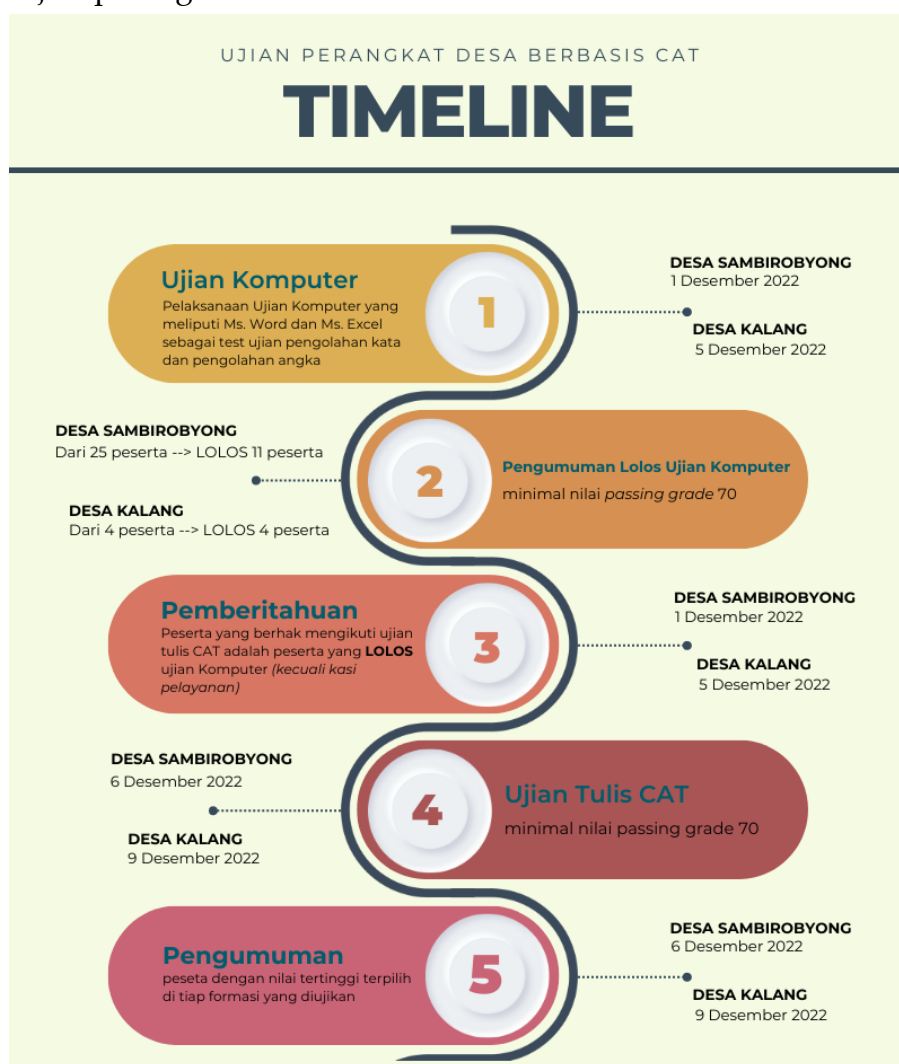 UJIAN PERANGKAT DESA BERBASIS CAT
TIMELINE
Ujian Komputer
Pelaksanaan Ujian Komputer yang
meliputi Ms. Word dan Ms. Excel
sebagai test ujian pengolahan kata
dan pengolahan angka
1
DESA SAMBIROBYONG
1 Desember 2022
DESA KALANG
5 Desember 2022
DESA SAMBIROBYONG
Dari 25 peserta --> LOLOS 11 peserta
DESA KALANG
Dari 4 peserta --> LOLOS 4 peserta
2
Pengumuman Lolos Ujian Komputer
minimal nilai passing grade 70
Pemberitahuan
Peserta yang berhak mengikuti ujian
tulis CAT adalah peserta yang LOLOS
ujian Komputer (kecuali kasi
pelayanan)
3
DESA SAMBIROBYONG
1 Desember 2022
DESA KALANG
5 Desember 2022
DESA SAMBIROBYONG
6 Desember 2022
DESA KALANG
9 Desember 2022
4
Ujian Tulis CAT
minimal nilai passing grade 70
Pengumuman
peseta dengan nilai tertinggi terpilih
di tiap formasi yang diujikan
5
DESA SAMBIROBYONG
6 Desember 2022
DESA KALANG
9 Desember 2022